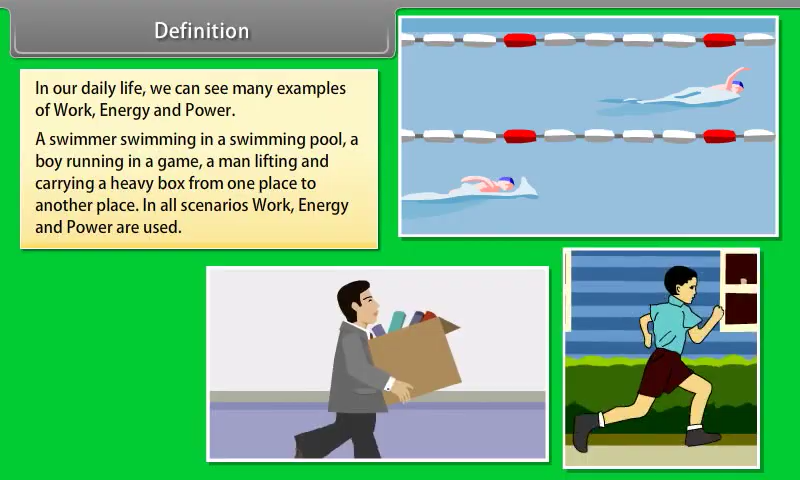 Definition
In our daily life, we can see many examples
of Work, Energy and Power.
A swimmer swimming in a swimming pool, a
boy running in a game, a man lifting and
carrying a heavy box from one place to
another place. In all scenarios Work, Energy
and Power are used.